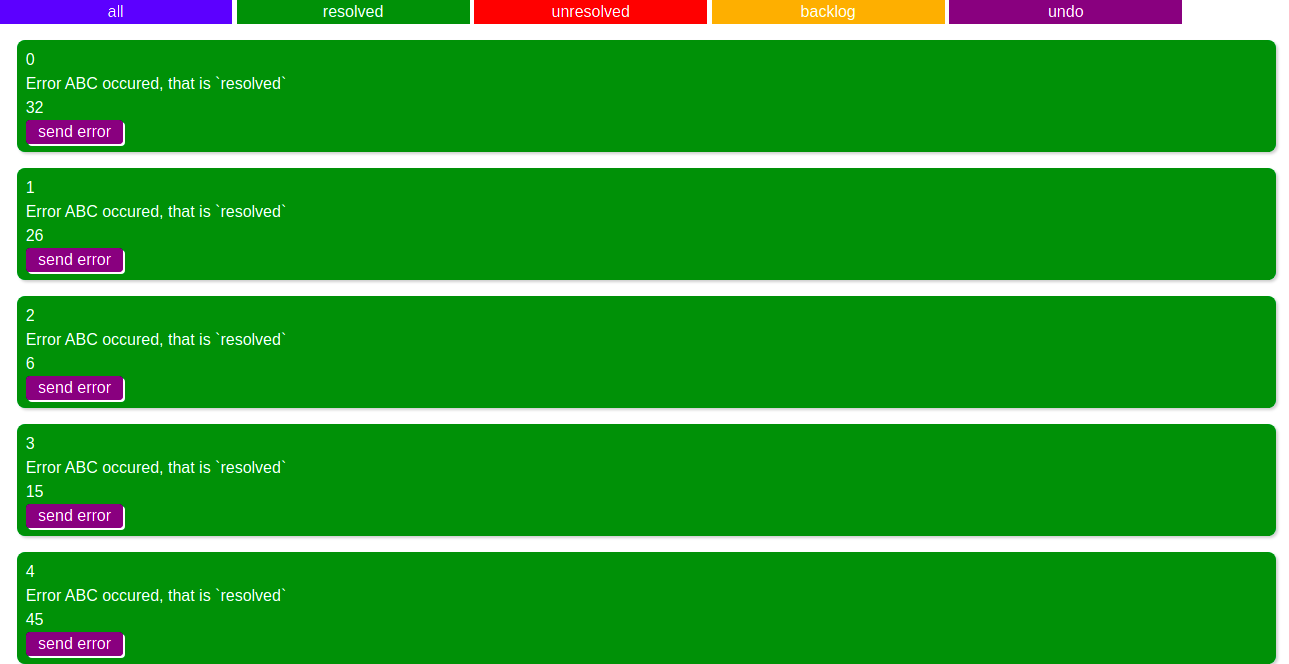 all resolved unresolved backlog undo
0
Error ABC occured, that is `resolved`
32
send error
1
Error ABC occured, that is `resolved`
26
send error
2
Error ABC occured, that is `resolved`
6
send error
3
Error ABC occured, that is `resolved`
15
send error
4
Error ABC occured, that is `resolved`
45
send error